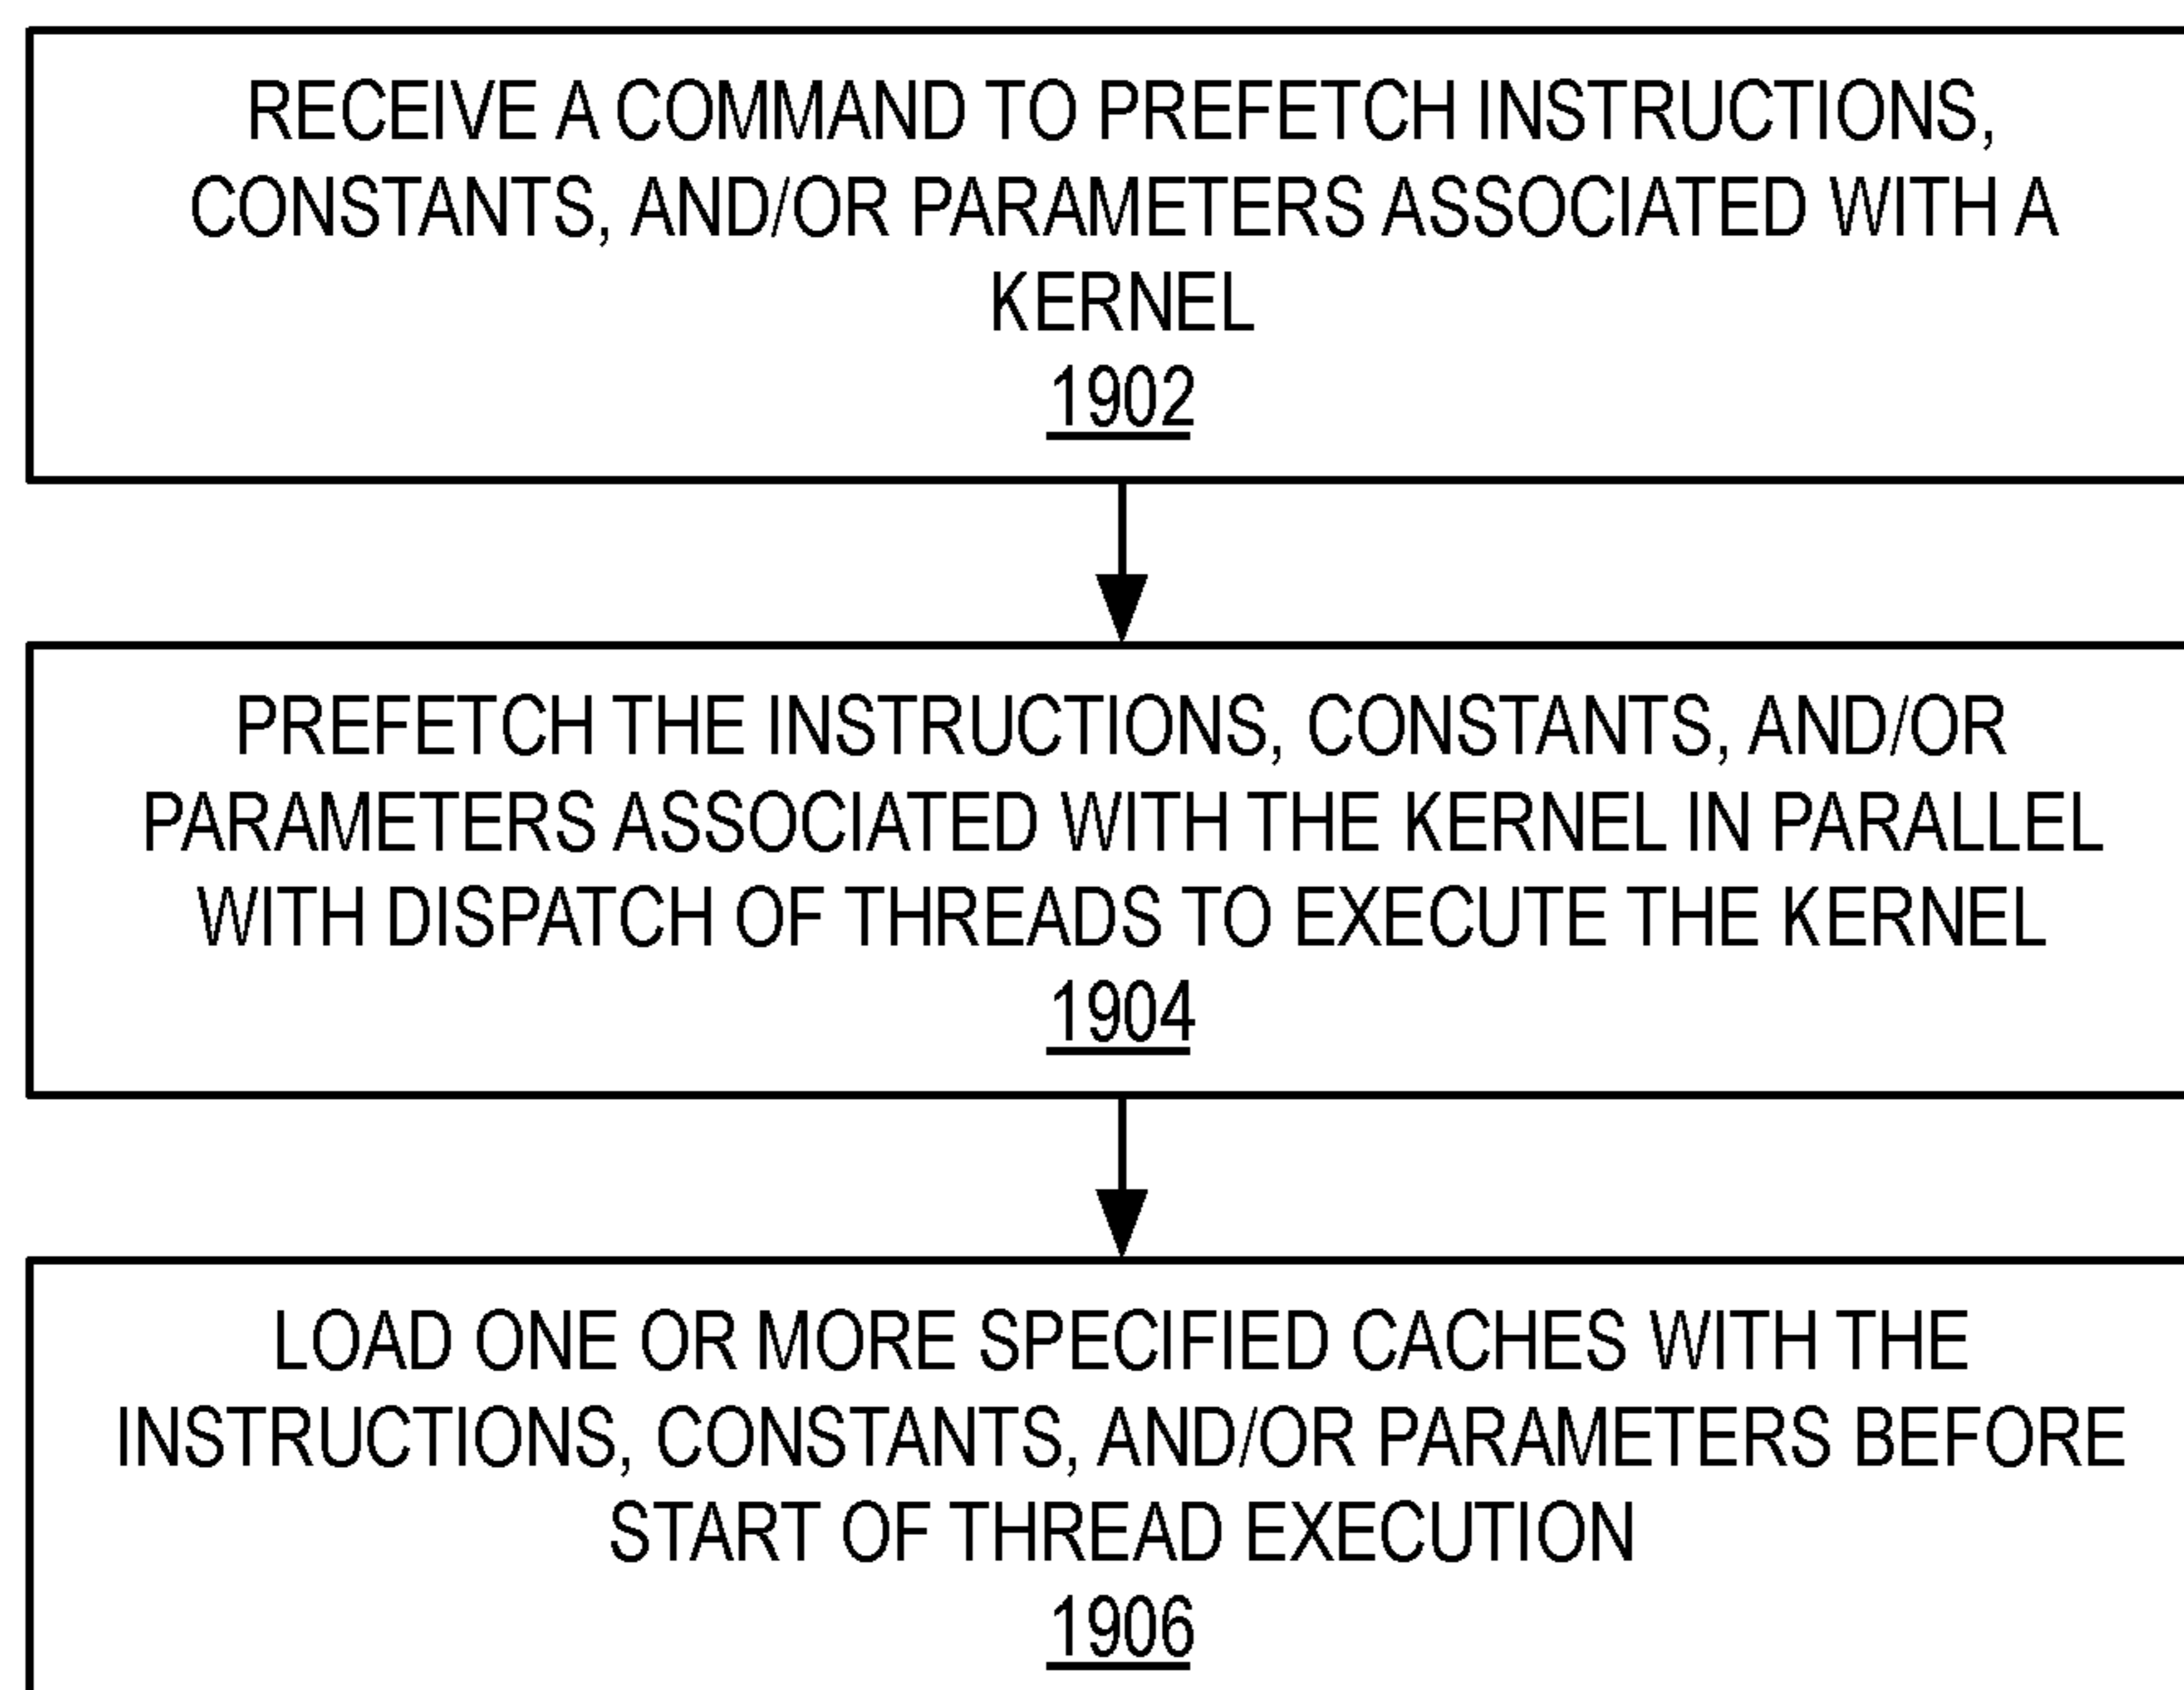 RECEIVE A COMMAND TO PREFETCH INSTRUCTIONS,
CONSTANTS, AND/OR PARAMETERS ASSOCIATED WITH A
KERNEL
1902
PREFETCH THE INSTRUCTIONS, CONSTANTS, AND/OR
PARAMETERS ASSOCIATED WITH THE KERNEL IN PARALLEL
WITH DISPATCH OF THREADS TO EXECUTE THE KERNEL
1904
LOAD ONE OR MORE SPECIFIED CACHES WITH THE
INSTRUCTIONS, CONSTANTS, AND/OR PARAMETERS BEFORE
START OF THREAD EXECUTION
1906